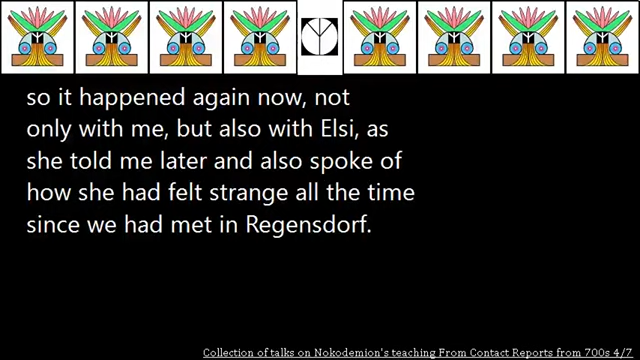 so it happened again now, not
only with me, but also with Elsi, as
she told me later and also spoke of
how she had felt strange all the time
since we had met in Regensdorf.
Collection of talks on Nokodemion's teaching From Contact Reports from 700s 4/7